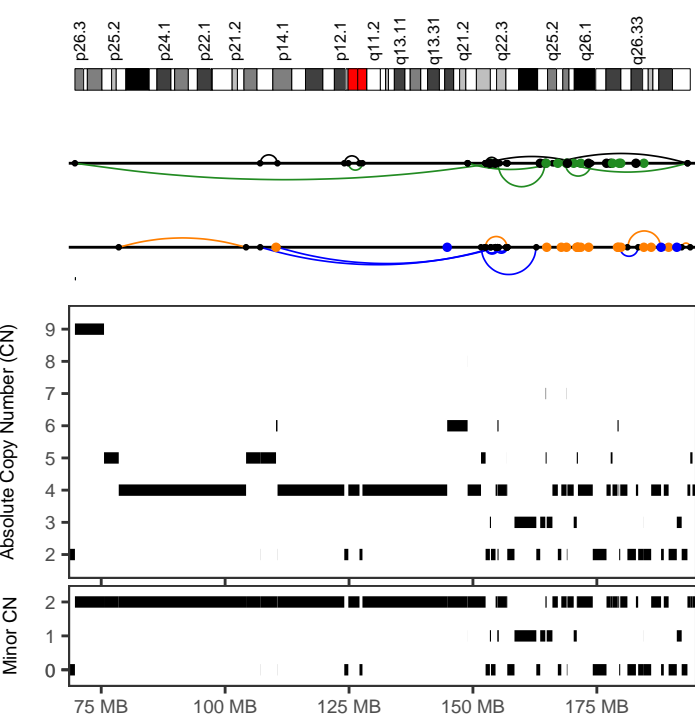 p26.3 p25.2 p24.1 p22.1 p21.2 p14.1 p12.1 q11.2 q13.11 q13.31 q21.2 q22.3 q25.2 q26.1 q26.33
Absolute Copy Number (CN)
9
8
7
6
5
4
3
2
Minor CN
2
1
0
75 MB 100 MB 125 MB 150 MB 175 MB